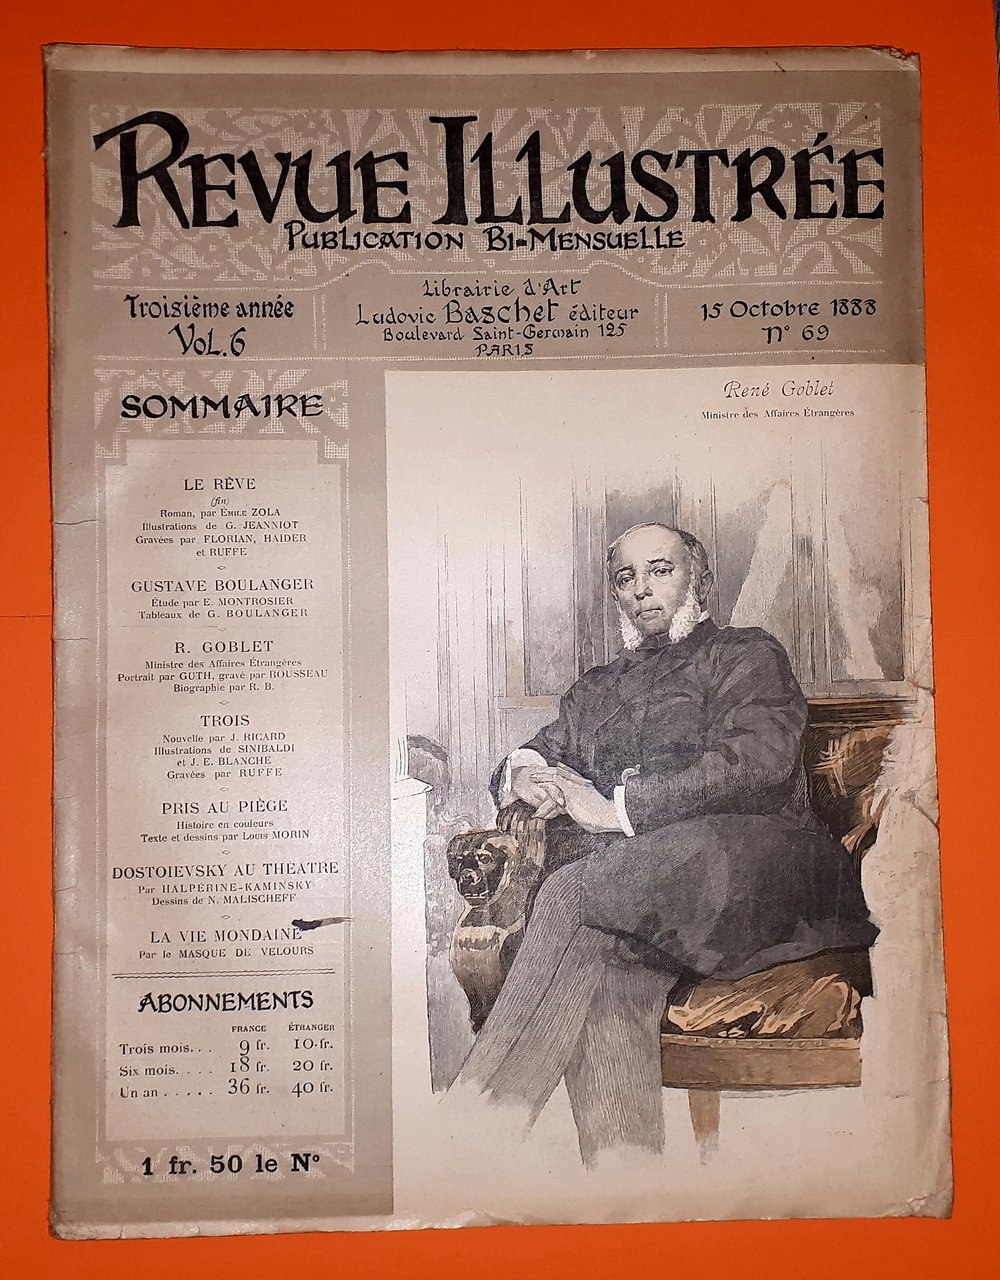 REVUE ILLUSTRÉE
PUBLICATION BI-MENSUELLE
Troisième année
VOL. 6
Librairie d'Art
Ludovic Baschet éditeur
Boulevard Saint-Germain 125
PARIS
15 Octobre 1888
N° 69
SOMMAIRE
LE RÊVE
(fin)
Roman, par ÉMILE ZOLA
Illustrations de G. JEANNIOT
Gravées par FLORIAN, HAIDER
et RUFFE
GUSTAVE BOULANGER
Étude par E. MONTROSIER
Tableaux de G. BOULANGER
R. GOBLET
Ministre des Affaires Étrangères
Portrait par GUTH, gravé par ROUSSEAU
Biographie par R. B.
TROIS
Nouvelle par J. RICARD
Illustrations de SINIBALDI
et J. E. BLANCHE
Gravées par RUFFE
PRIS AU PIÈGE
Histoire en couleurs
Texte et dessins par Louis MORIN
DOSTOIEVSKY AU THÉATRE
Par HALPÉRINE-KAMINSKY
Dessins de N. MALISCHEFF
LA VIE MONDAINE
Par le MASQUE DE VELOURS
ABONNEMENTS
FRANCE ÉTRANGER
Trois mois... 9 fr. 10 fr.
Six mois.... 18 fr. 20 fr.
Un an ..... 36 fr. 40 fr.
1 fr. 50 le N°
René Goblet
Ministre des Affaires Étrangères